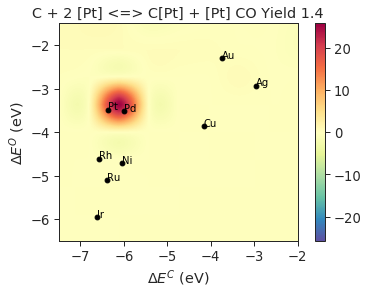 C + 2 [Pt] <=> C[Pt] + [Pt] CO Yield 1.4
−2
−3
−4
−5
−6
ΔE^O (eV)
Au
Ag
Pt
Pd
Cu
Rh
Ni
Ru
Ir
−7 −6 −5 −4 −3 −2
ΔE^C (eV)
20
10
0
−10
−20